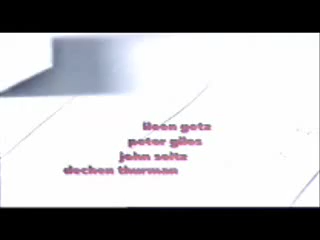 ileen getz
peter giles
john seitz
dechen thurman